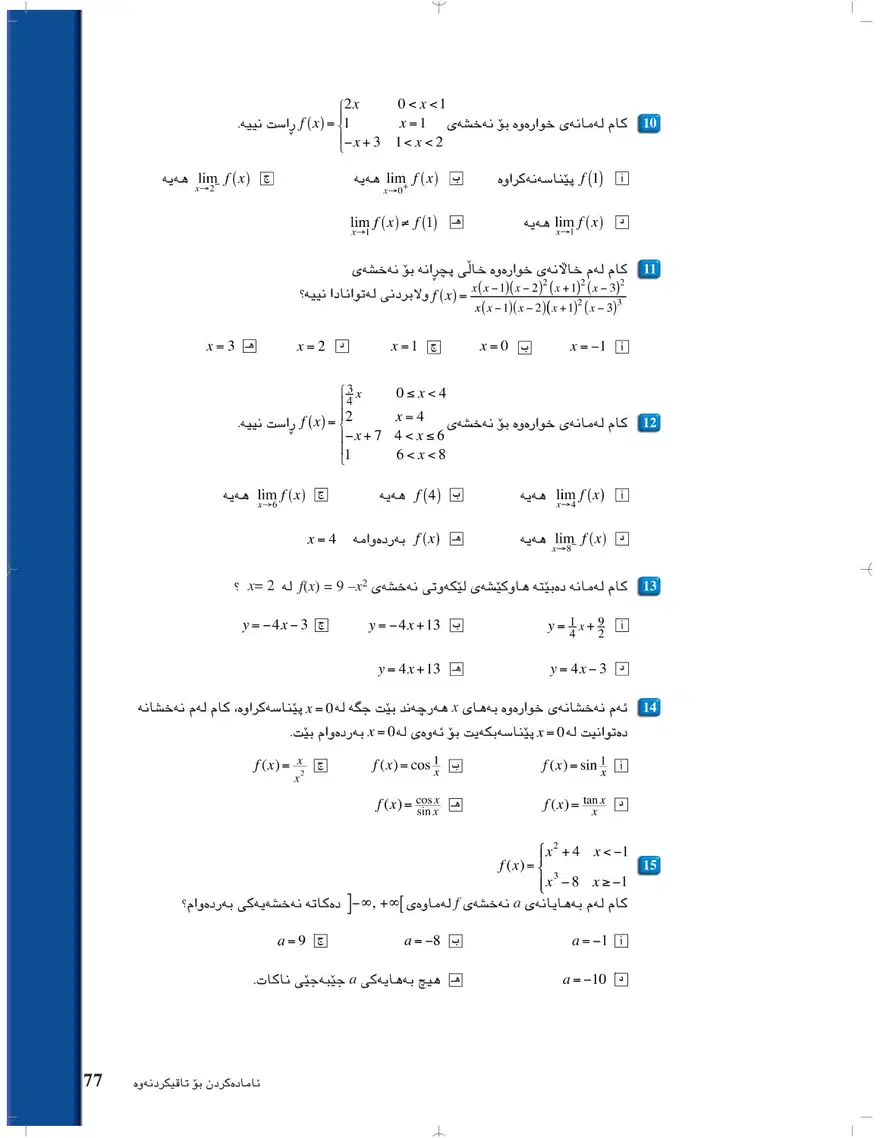 10 کام لەمانەی خوارەوە بۆ نەخشەی f(x) = {2x 0 < x < 1; 1 x = 1; −x + 3 1 < x < 2 ڕاست نییە.
أ f(1) پێناسەنەکراوە ب lim x→0⁺ f(x) هەیە ج lim x→2⁻ f(x) هەیە
د lim x→1 f(x) هەیە هـ lim x→1 f(x) ≠ f(1)
11 کام لەم خاڵانەی خوارەوە خاڵی پچڕانە بۆ نەخشەی
f(x) = x(x−1)(x−2)²(x+1)²(x−3)² / x(x−1)(x−2)(x+1)²(x−3)³ ولابردنی لەتوانادا نییە؟
أ x = −1 ب x = 0 ج x = 1 د x = 2 هـ x = 3
12 کام لەمانەی خوارەوە بۆ نەخشەی f(x) = {3/4 x 0 ≤ x < 4; 2 x = 4; −x + 7 4 < x ≤ 6; 1 6 < x < 8 ڕاست نییە.
أ lim x→4 f(x) هەیە ب f(4) هەیە ج lim x→6 f(x) هەیە
د lim x→8⁻ f(x) هەیە هـ f(x) بەردەوامە x = 4
13 کام لەمانە دەبێتە هاوکێشەی لێکەوتی نەخشەی f(x) = 9 –x² لە x= 2 ؟
أ y = 1/4 x + 9/2 ب y = −4x + 13 ج y = −4x − 3
د y = 4x − 3 هـ y = 4x + 13
14 ئەم نەخشانەی خوارەوە بەهای x هەرچەند بێت جگە لە x = 0 پێناسەکراوە، کام لەم نەخشانە
دەتوانیت لە x = 0 پێناسەبکەیت بۆ ئەوەی لە x = 0 بەردەوام بێت.
أ f(x) = sin 1/x ب f(x) = cos 1/x ج f(x) = x/x²
د f(x) = tan x / x هـ f(x) = cos x / sin x
15 f(x) = {x² + 4 x < −1; x³ − 8 x ≥ −1
کام لەم بەهایانەی a نەخشەی f لەماوەی ]−∞, +∞[ دەکاتە نەخشەیەکی بەردەوام؟
أ a = −1 ب a = −8 ج a = 9
د a = −10 هـ هیچ بەهایەکی a جێبەجێی ناکات.
ئامادەکردن بۆ تاقیکردنەوە 77